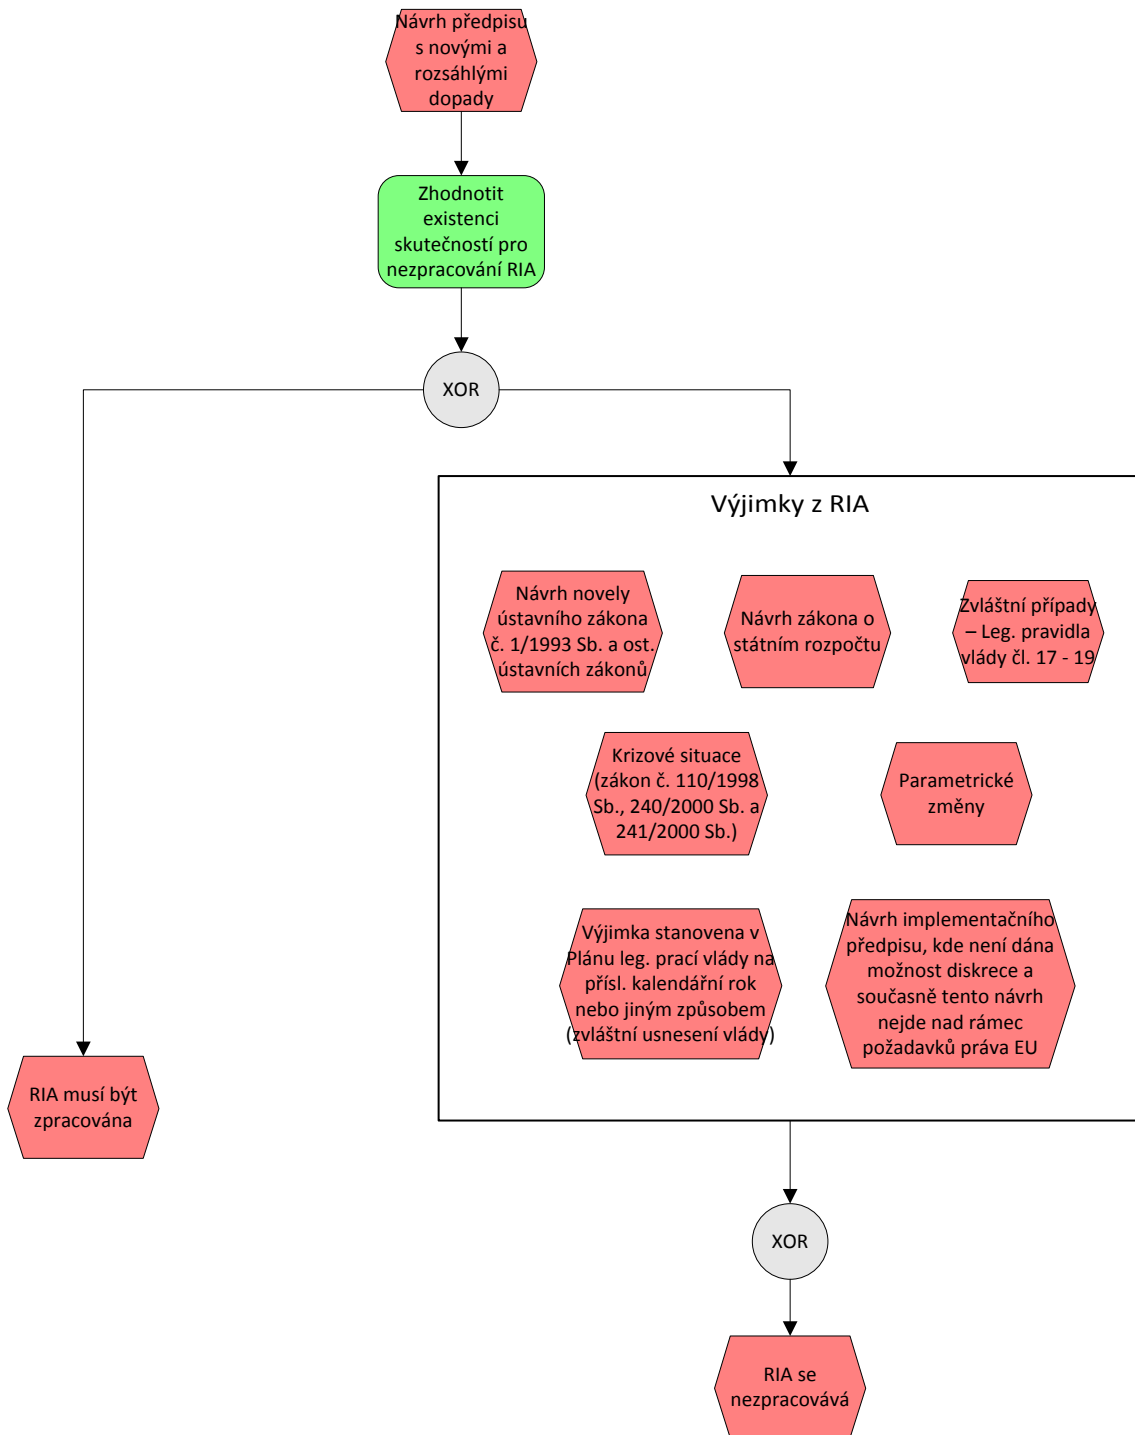 Návrh předpisu
s novými a
rozsáhlými
dopady
Zhodnotit
existenci
skutečností pro
nezpracování RIA
XOR
Výjimky z RIA
Návrh novely
ústavního zákona
č. 1/1993 Sb. a ost.
ústavních zákonů
Návrh zákona o
státním rozpočtu
Zvláštní případy
– Leg. pravidla
vlády čl. 17 - 19
Krizové situace
(zákon č. 110/1998
Sb., 240/2000 Sb. a
241/2000 Sb.)
Parametrické
změny
Výjimka stanovena v
Plánu leg. prací vlády na
přísl. kalendářní rok
nebo jiným způsobem
(zvláštní usnesení vlády)
Návrh implementačního
předpisu, kde není dána
možnost diskrece a
současně tento návrh
nejde nad rámec
požadavků práva EU
RIA musí být
zpracována
XOR
RIA se
nezpracovává